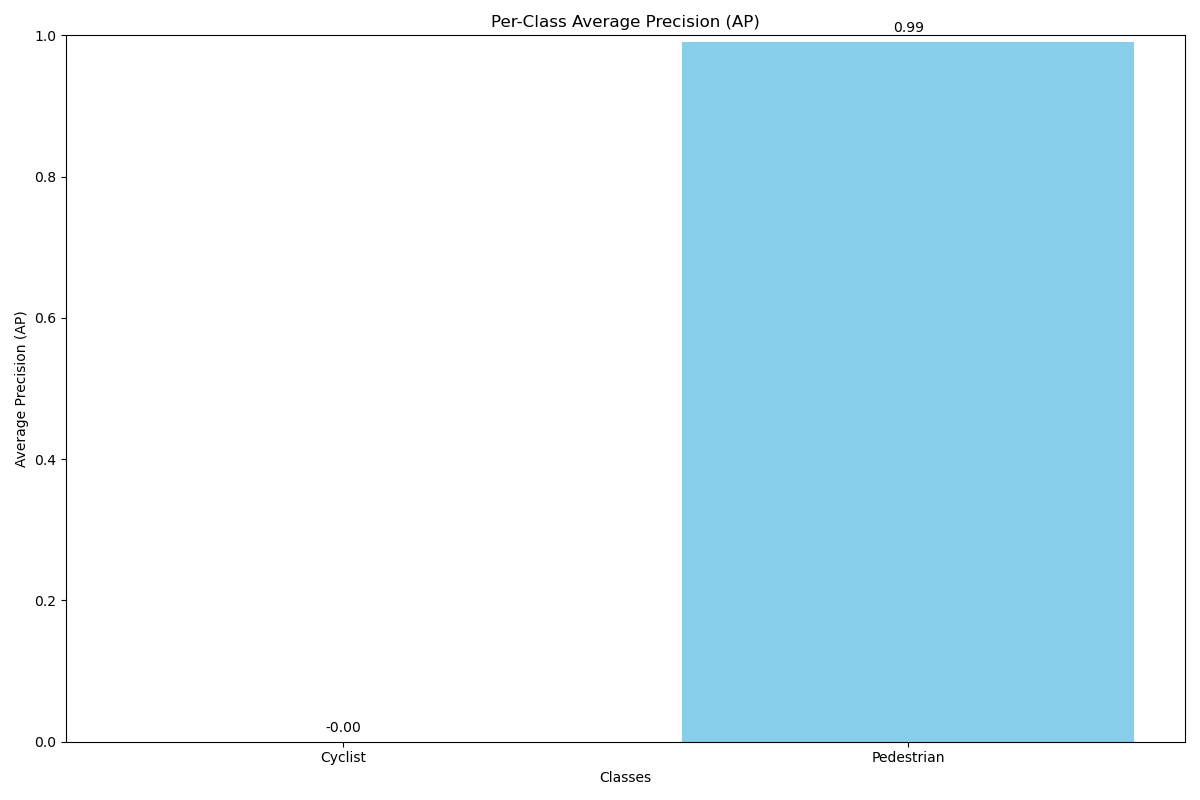 Per-Class Average Precision (AP)
0.99
1.0
0.8
0.6
0.4
0.2
0.0
Average Precision (AP)
-0.00
Cyclist
Pedestrian
Classes